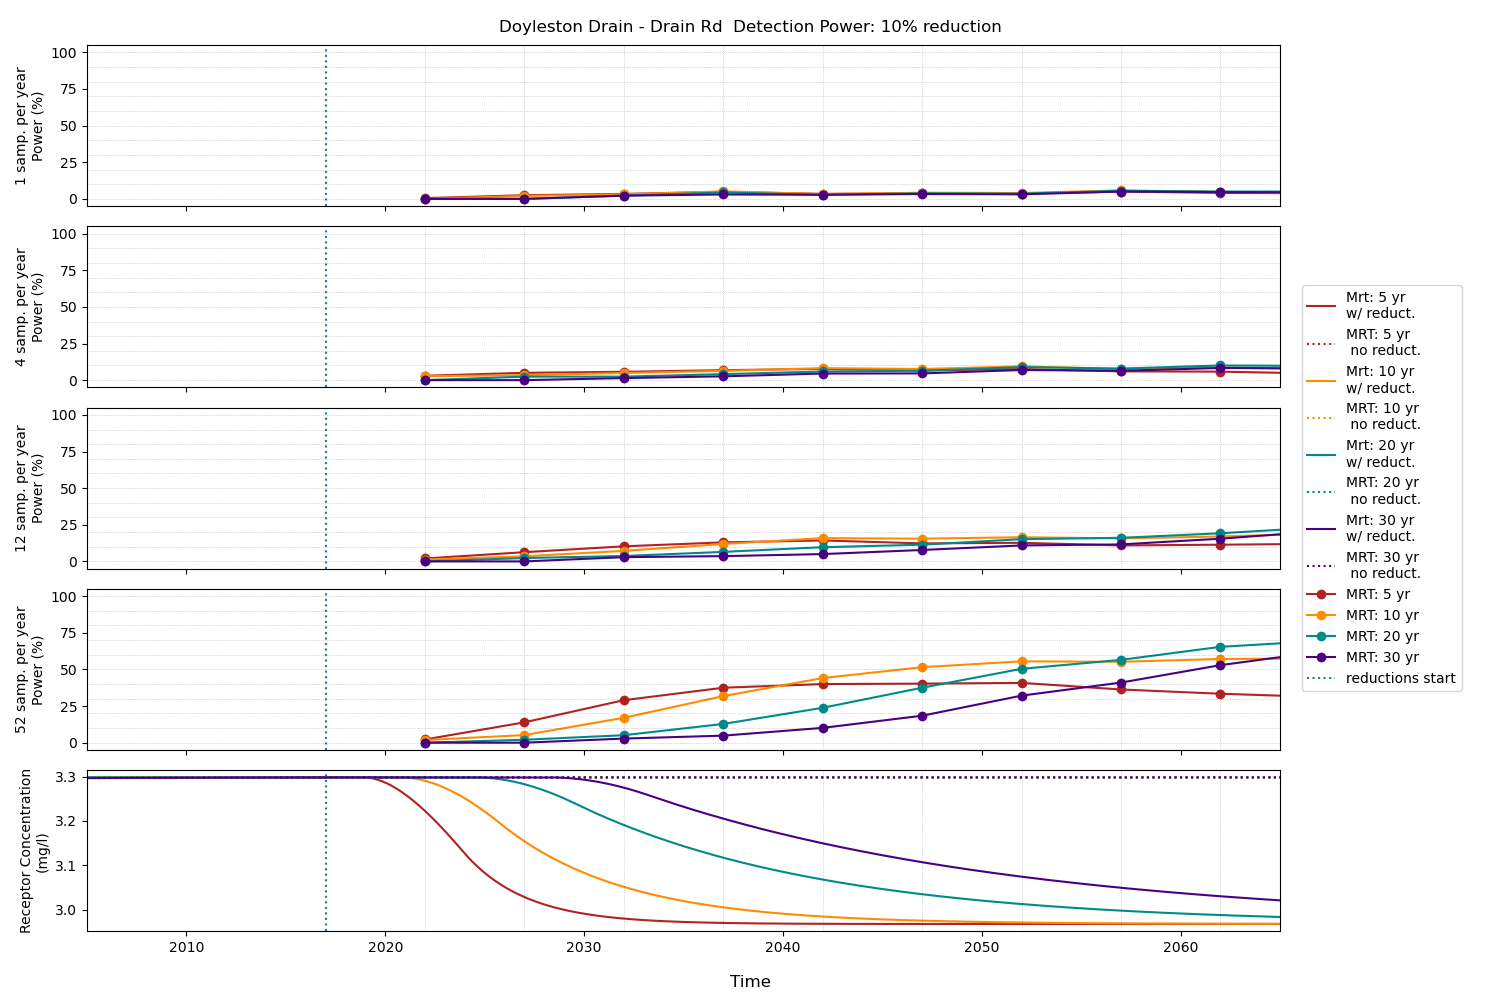 Doyleston Drain - Drain Rd  Detection Power: 10% reduction
1 samp. per year
Power (%)
100
75
50
25
0
4 samp. per year
Power (%)
100
75
50
25
0
12 samp. per year
Power (%)
100
75
50
25
0
52 samp. per year
Power (%)
100
75
50
25
0
Receptor Concentration
(mg/l)
3.3
3.2
3.1
3.0
2010
2020
2030
2040
2050
2060
Time
Mrt: 5 yr
w/ reduct.
MRT: 5 yr
no reduct.
Mrt: 10 yr
w/ reduct.
MRT: 10 yr
no reduct.
Mrt: 20 yr
w/ reduct.
MRT: 20 yr
no reduct.
Mrt: 30 yr
w/ reduct.
MRT: 30 yr
no reduct.
MRT: 5 yr
MRT: 10 yr
MRT: 20 yr
MRT: 30 yr
reductions start